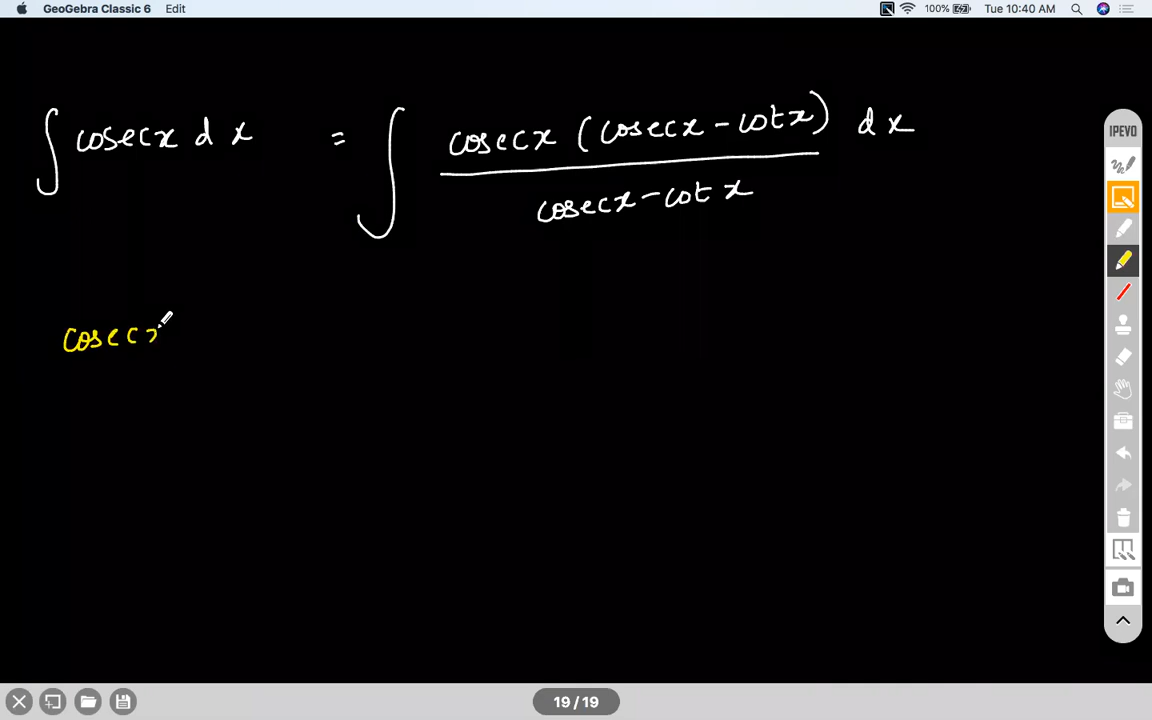 GeoGebra Classic 6 Edit 100% Tue 10:40 AM
∫ cosecx dx = ∫ cosecx (cosecx - cotx) / cosecx - cotx dx
cosecx
IPEVO
19 / 19